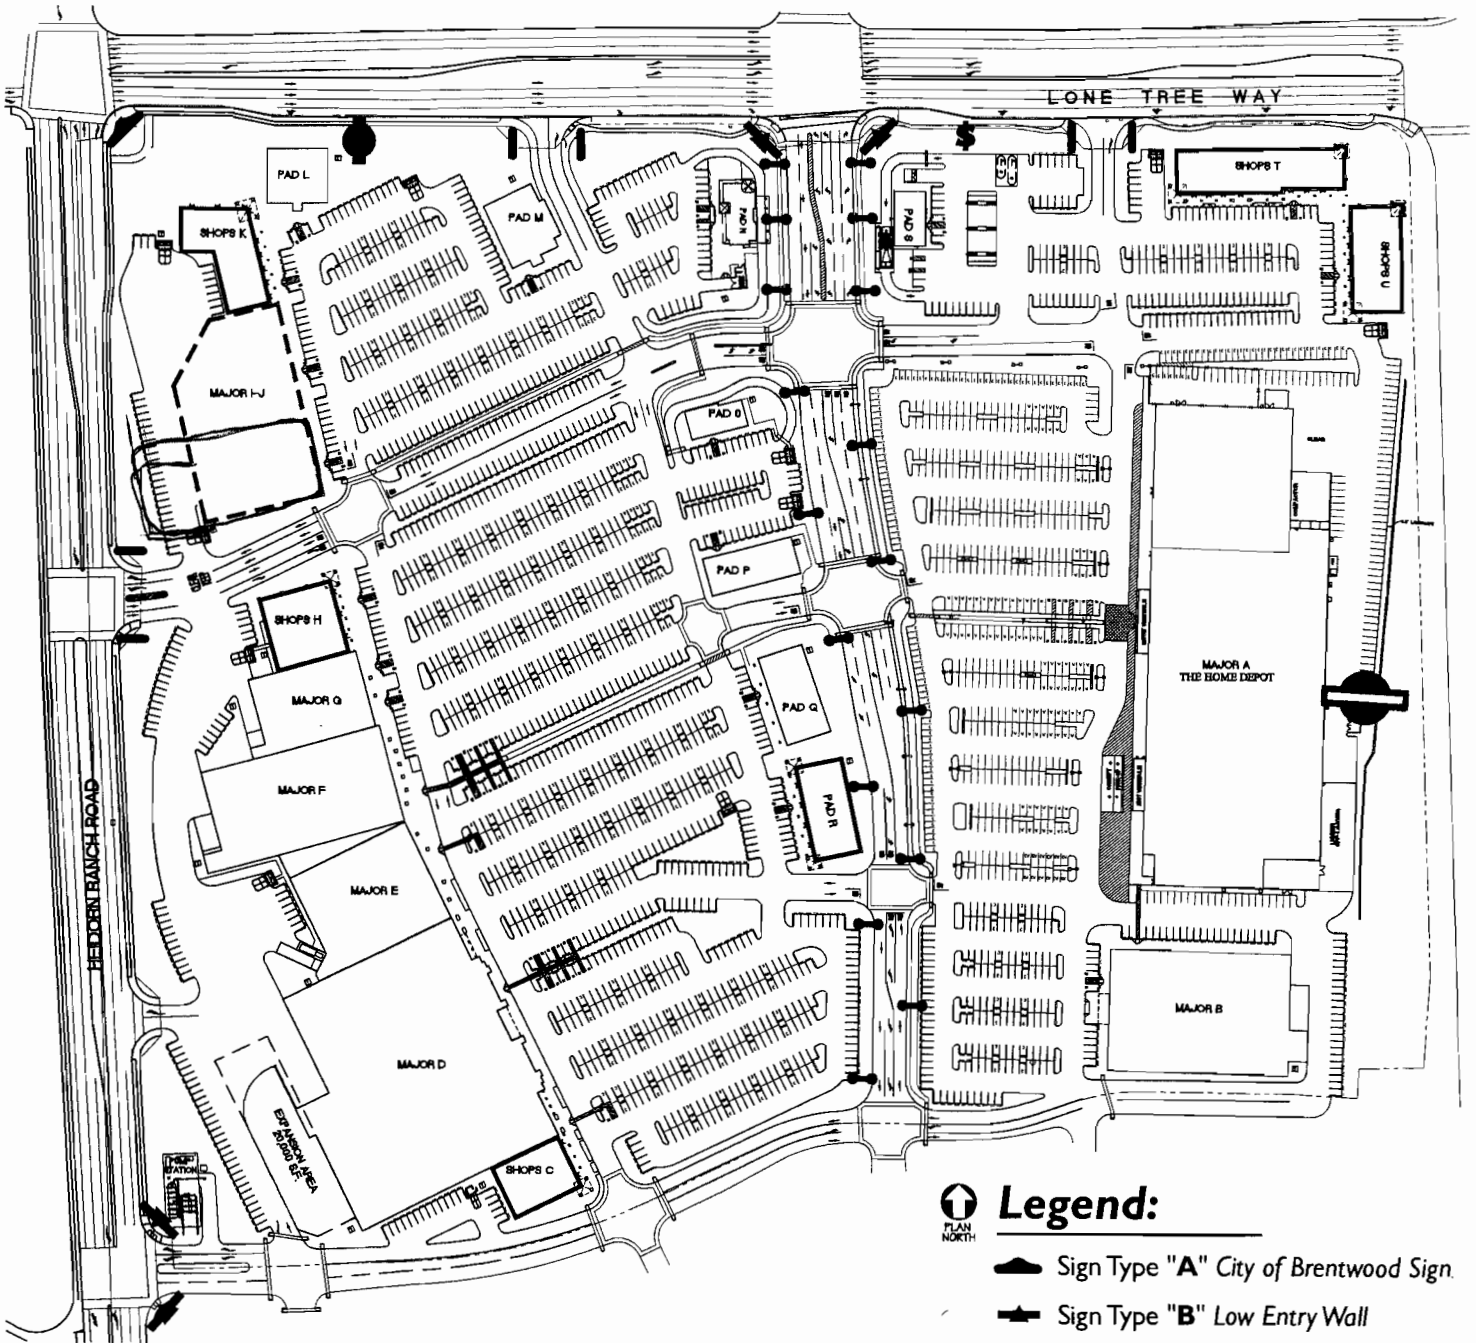 LONE TREE WAY
SHOPS T
PAD L
PAD M
PAD N
PAD S
SHOPS K
SHOPS U
MAJOR I-J
PAD O
PAD P
SHOPS H
MAJOR G
PAD Q
MAJOR A
THE HOME DEPOT
MAJOR F
PAD R
HEIDORN RANCH ROAD
MAJOR E
MAJOR B
MAJOR D
EXPANSION AREA
20,000 S.F.
STATION
SHOPS C
PLAN
NORTH
Legend:
Sign Type "A" City of Brentwood Sign
Sign Type "B" Low Entry Wall